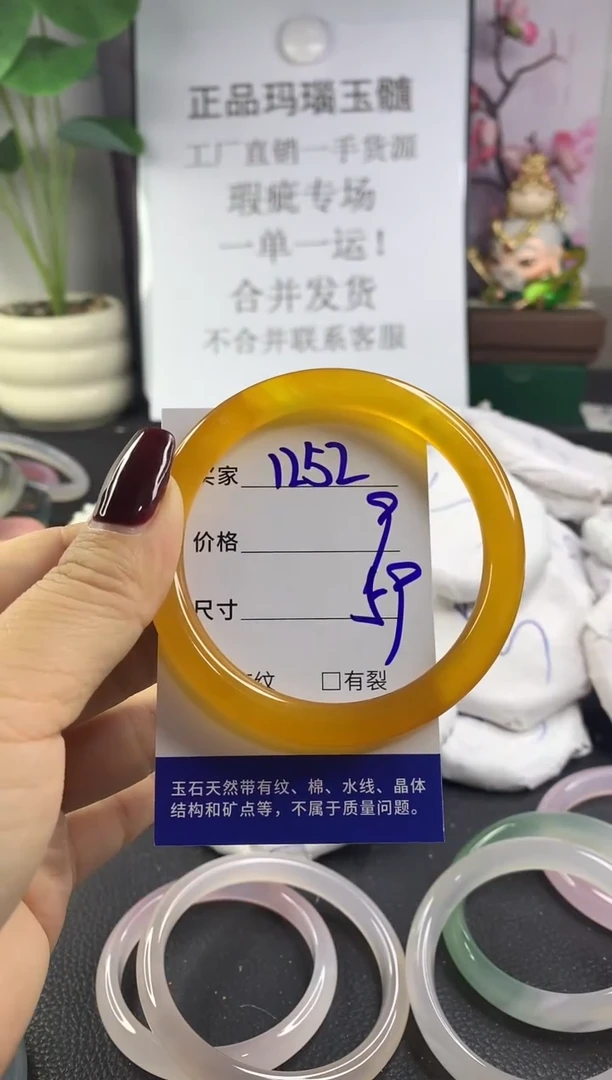 正品玛瑙玉髓
工厂直销一手货源
瑕疵专场
一单一运！
合并发货
不合并联系客服
买家 1252
价格 9
尺寸 59
纹 □有裂
玉石天然带有纹、棉、水线、晶体
结构和矿点等，不属于质量问题。